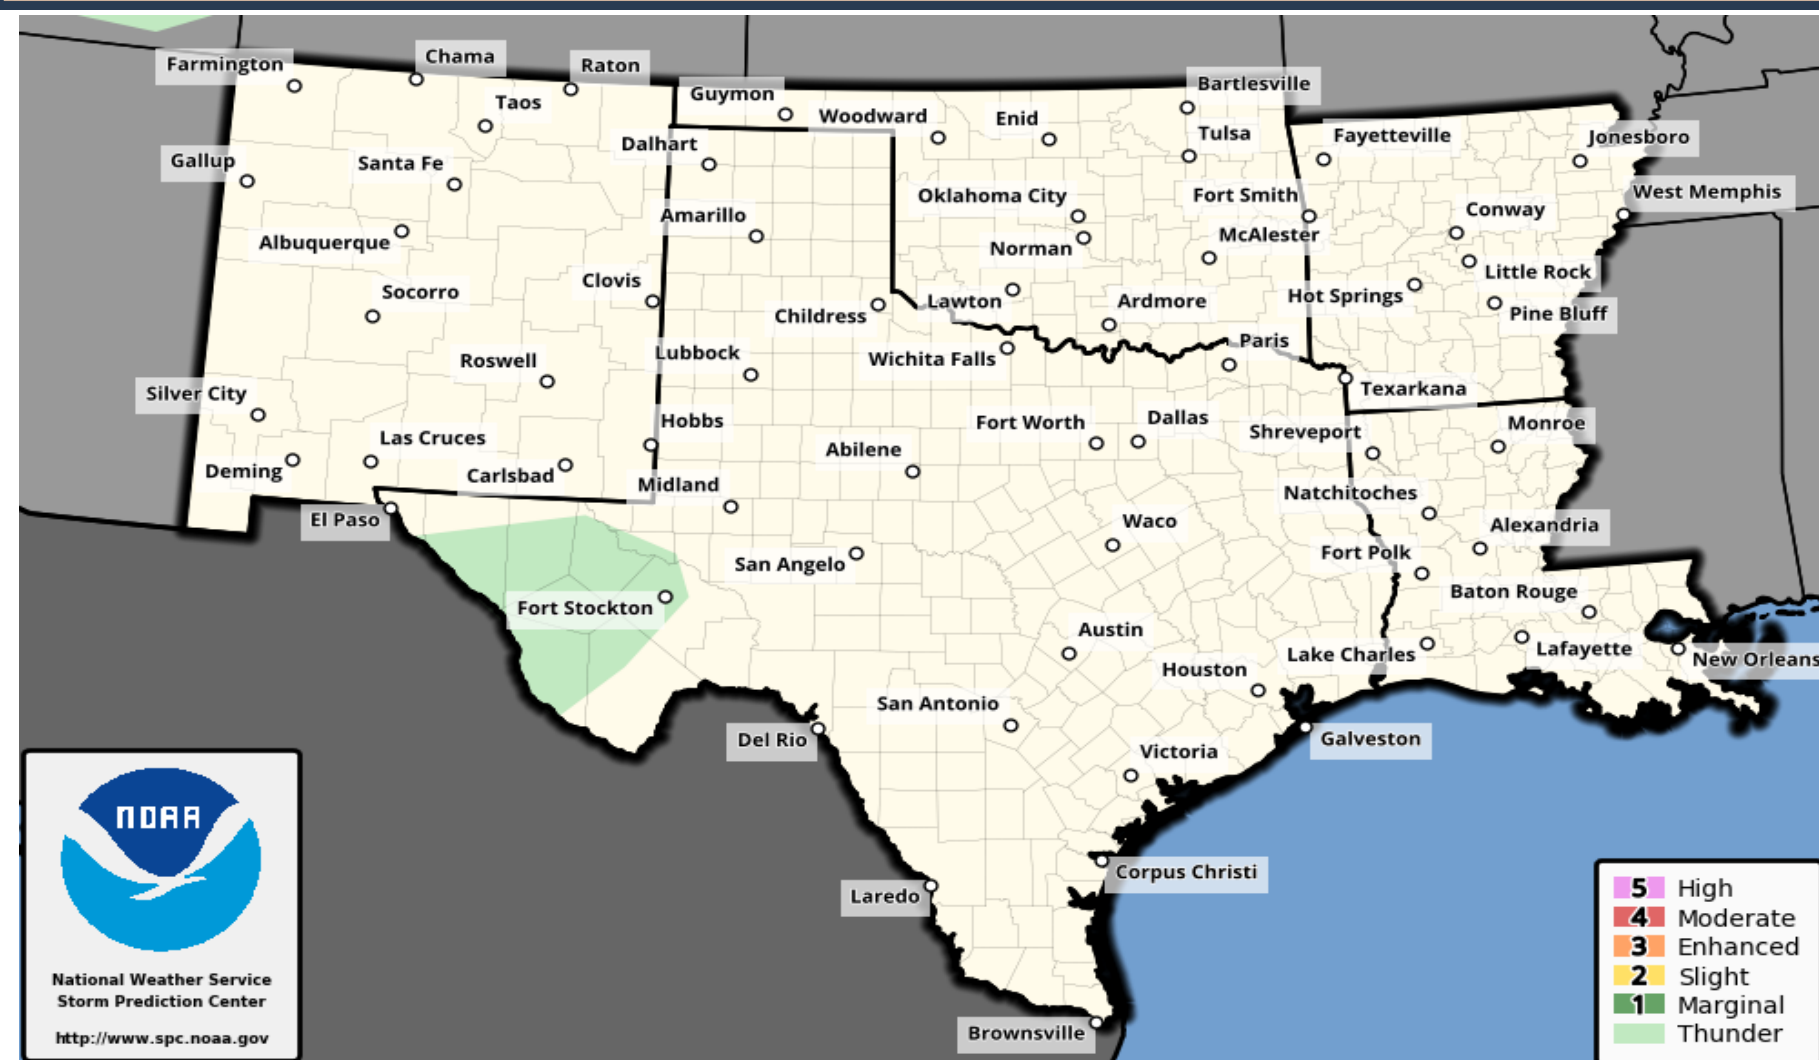 Farmington
Chama
Raton
Taos
Guymon
Woodward
Enid
Bartlesville
Tulsa
Fayetteville
Jonesboro
Gallup
Santa Fe
Dalhart
Oklahoma City
Fort Smith
Conway
West Memphis
Albuquerque
Amarillo
Norman
McAlester
Little Rock
Socorro
Clovis
Childress
Lawton
Ardmore
Hot Springs
Pine Bluff
Roswell
Lubbock
Wichita Falls
Paris
Texarkana
Silver City
Hobbs
Fort Worth
Dallas
Shreveport
Monroe
Las Cruces
Deming
Carlsbad
Midland
Abilene
Natchitoches
El Paso
Waco
Alexandria
San Angelo
Fort Polk
Fort Stockton
Baton Rouge
Austin
Lake Charles
Lafayette
New Orleans
Houston
San Antonio
Del Rio
Victoria
Galveston
Corpus Christi
Laredo
Brownsville
NOAA
National Weather Service
Storm Prediction Center
http://www.spc.noaa.gov
5 High
4 Moderate
3 Enhanced
2 Slight
1 Marginal
Thunder